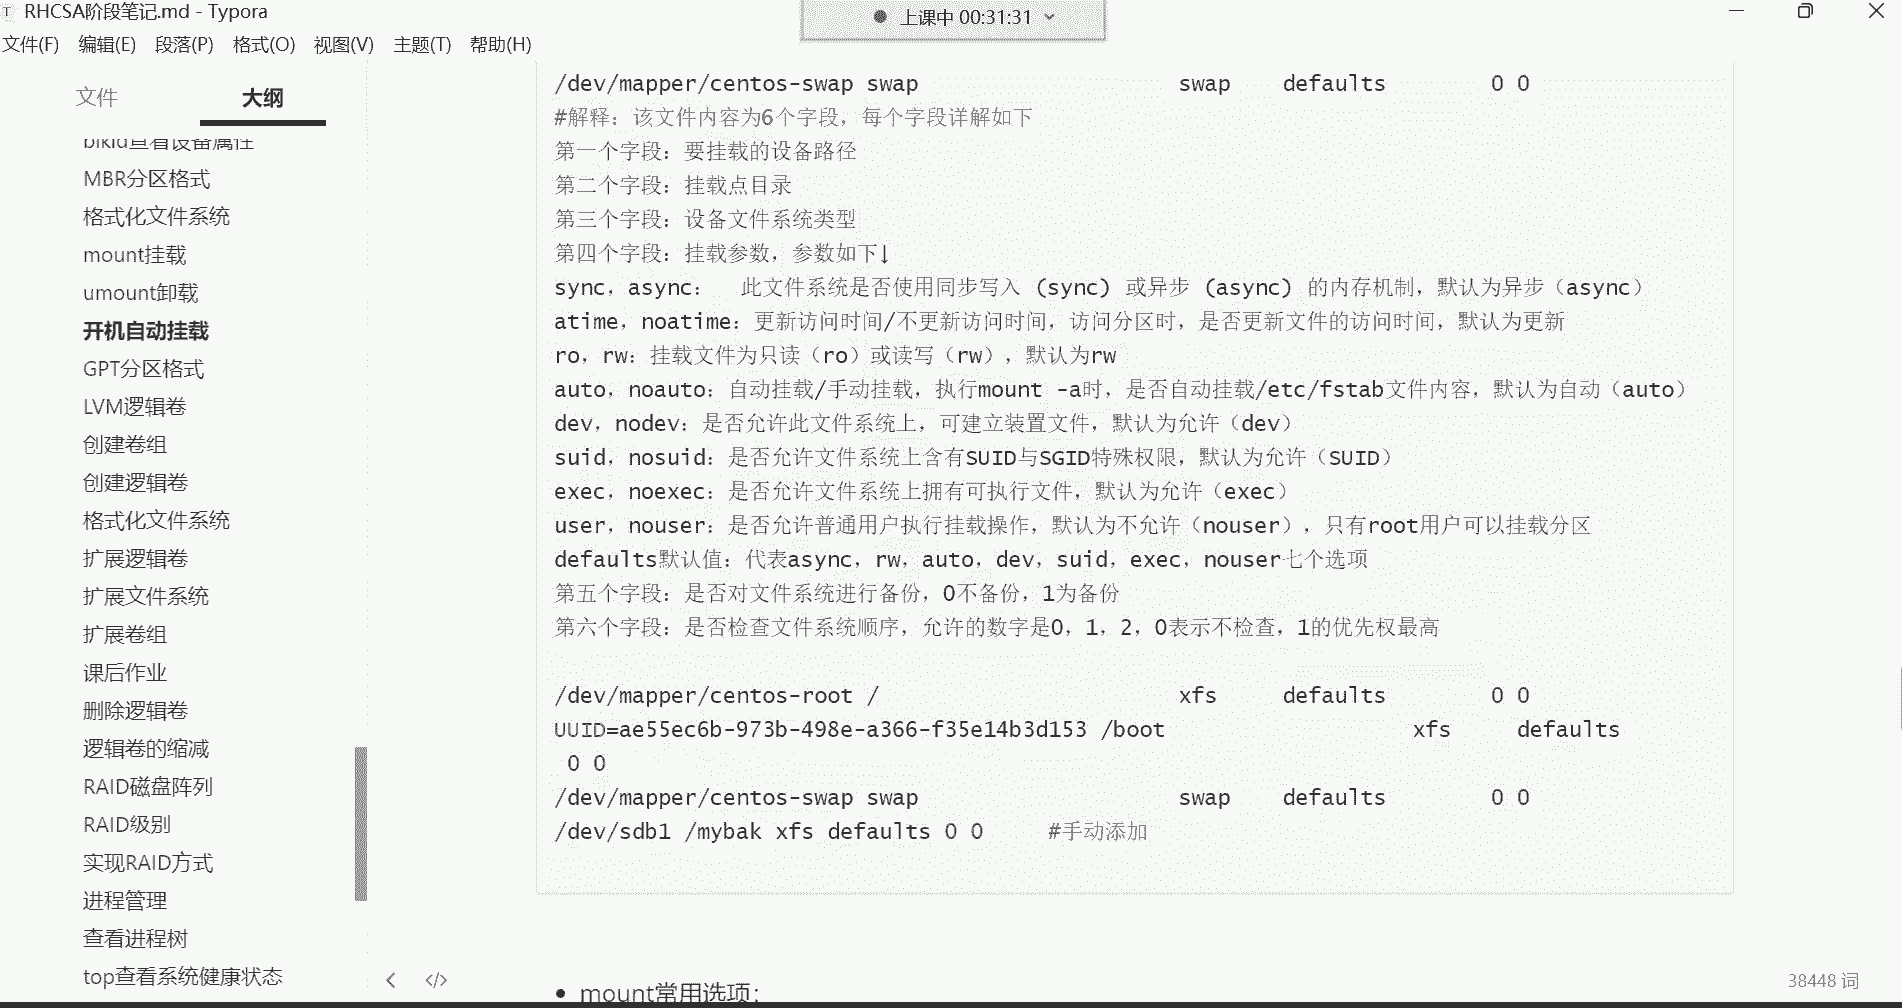 RHCSA阶段笔记.md - Typora
上课中 00:31:31
文件(F) 编辑(E) 段落(P) 格式(O) 视图(V) 主题(T) 帮助(H)
文件 大纲
blkid查看设备属性
MBR分区格式
格式化文件系统
mount挂载
umount卸载
开机自动挂载
GPT分区格式
LVM逻辑卷
创建卷组
创建逻辑卷
格式化文件系统
扩展逻辑卷
扩展文件系统
扩展卷组
课后作业
删除逻辑卷
逻辑卷的缩减
RAID磁盘阵列
RAID级别
实现RAID方式
进程管理
查看进程树
top查看系统健康状态
/dev/mapper/centos-swap swap swap defaults 0 0
#解释：该文件内容为6个字段，每个字段详解如下
第一个字段：要挂载的设备路径
第二个字段：挂载点目录
第三个字段：设备文件系统类型
第四个字段：挂载参数，参数如下↓
sync，async： 此文件系统是否使用同步写入 (sync) 或异步 (async) 的内存机制，默认为异步（async）
atime，noatime：更新访问时间/不更新访问时间，访问分区时，是否更新文件的访问时间，默认为更新
ro，rw：挂载文件为只读（ro）或读写（rw），默认为rw
auto，noauto：自动挂载/手动挂载，执行mount -a时，是否自动挂载/etc/fstab文件内容，默认为自动（auto）
dev，nodev：是否允许此文件系统上，可建立装置文件，默认为允许（dev）
suid，nosuid：是否允许文件系统上含有SUID与SGID特殊权限，默认为允许（SUID）
exec，noexec：是否允许文件系统上拥有可执行文件，默认为允许（exec）
user，nouser：是否允许普通用户执行挂载操作，默认为不允许（nouser），只有root用户可以挂载分区
defaults默认值：代表async，rw，auto，dev，suid，exec，nouser七个选项
第五个字段：是否对文件系统进行备份，0不备份，1为备份
第六个字段：是否检查文件系统顺序，允许的数字是0，1，2，0表示不检查，1的优先权最高
/dev/mapper/centos-root / xfs defaults 0 0
UUID=ae55ec6b-973b-498e-a366-f35e14b3d153 /boot xfs defaults
0 0
/dev/mapper/centos-swap swap swap defaults 0 0
/dev/sdb1 /mybak xfs defaults 0 0 #手动添加
mount常用选项：
38448 词